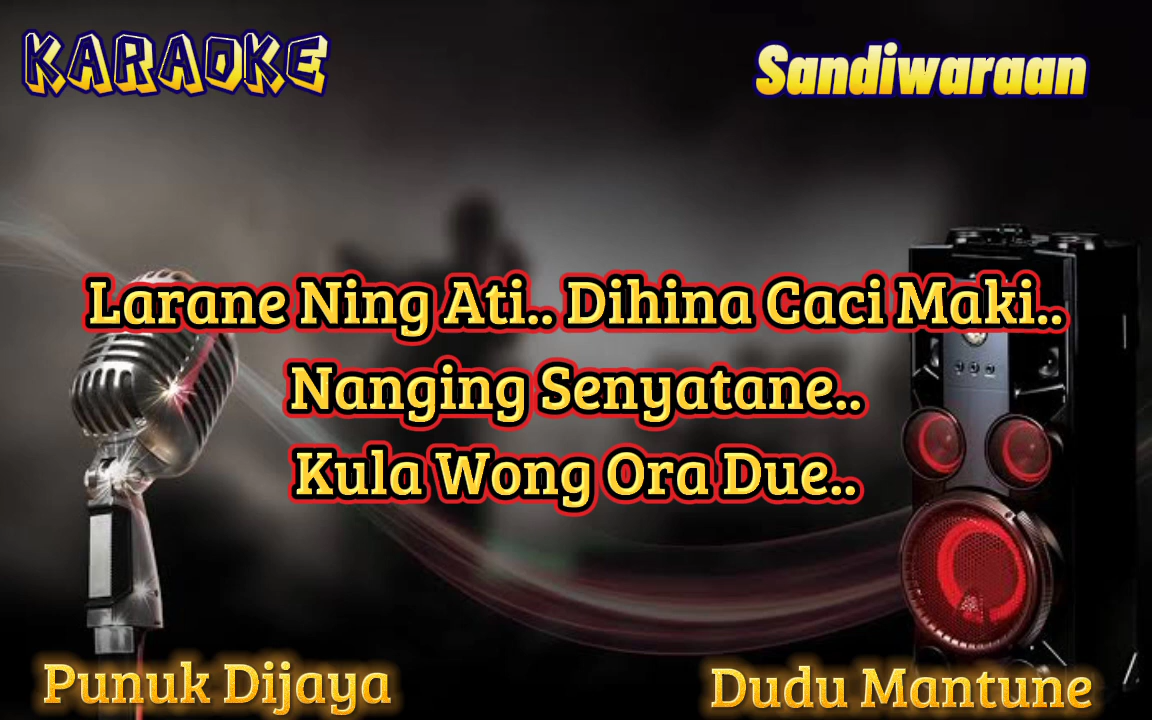 KARAOKE
Sandiwaraan
Larane Ning Ati.. Dihina Caci Maki..
Nanging Senyatane..
Kula Wong Ora Due..
Punuk Dijaya
Dudu Mantune